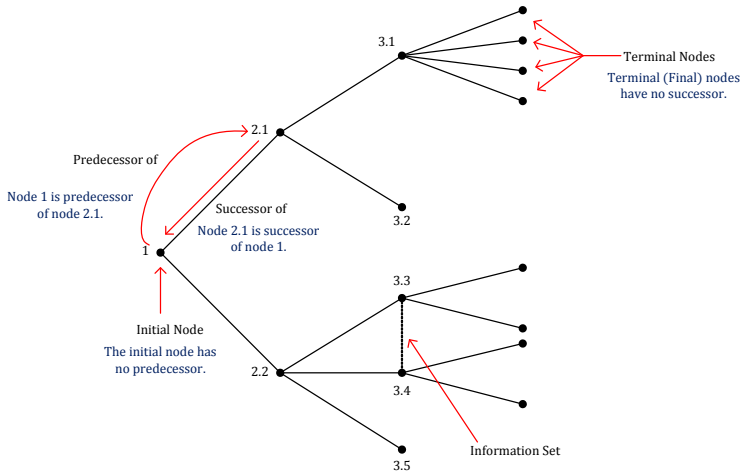 3.1
Terminal Nodes
Terminal (Final) nodes
have no successor.
2.1
Predecessor of
Node 1 is predecessor
of node 2.1.
Successor of
Node 2.1 is successor
of node 1.
3.2
1
3.3
Initial Node
The initial node has
no predecessor.
2.2
3.4
Information Set
3.5